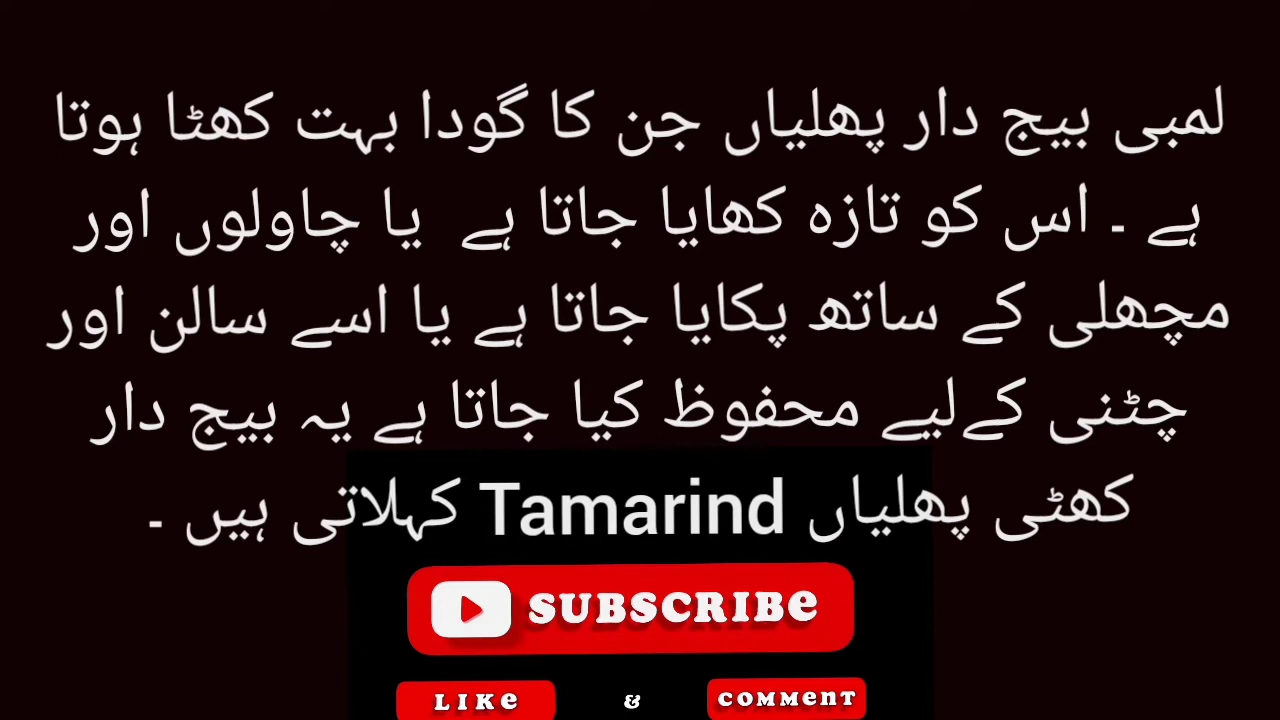 لمبی بیج دار پھلیاں جن کا گودا بہت کھٹا ہوتا
ہے ۔ اس کو تازہ کھایا جاتا ہے یا چاولوں اور
مچھلی کے ساتھ پکایا جاتا ہے یا اسے سالن اور
چٹنی کےلیے محفوظ کیا جاتا ہے یہ بیج دار
کھٹی پھلیاں Tamarind کہلاتی ہیں ۔
SUBSCRIBE
LIKE & COMMENT